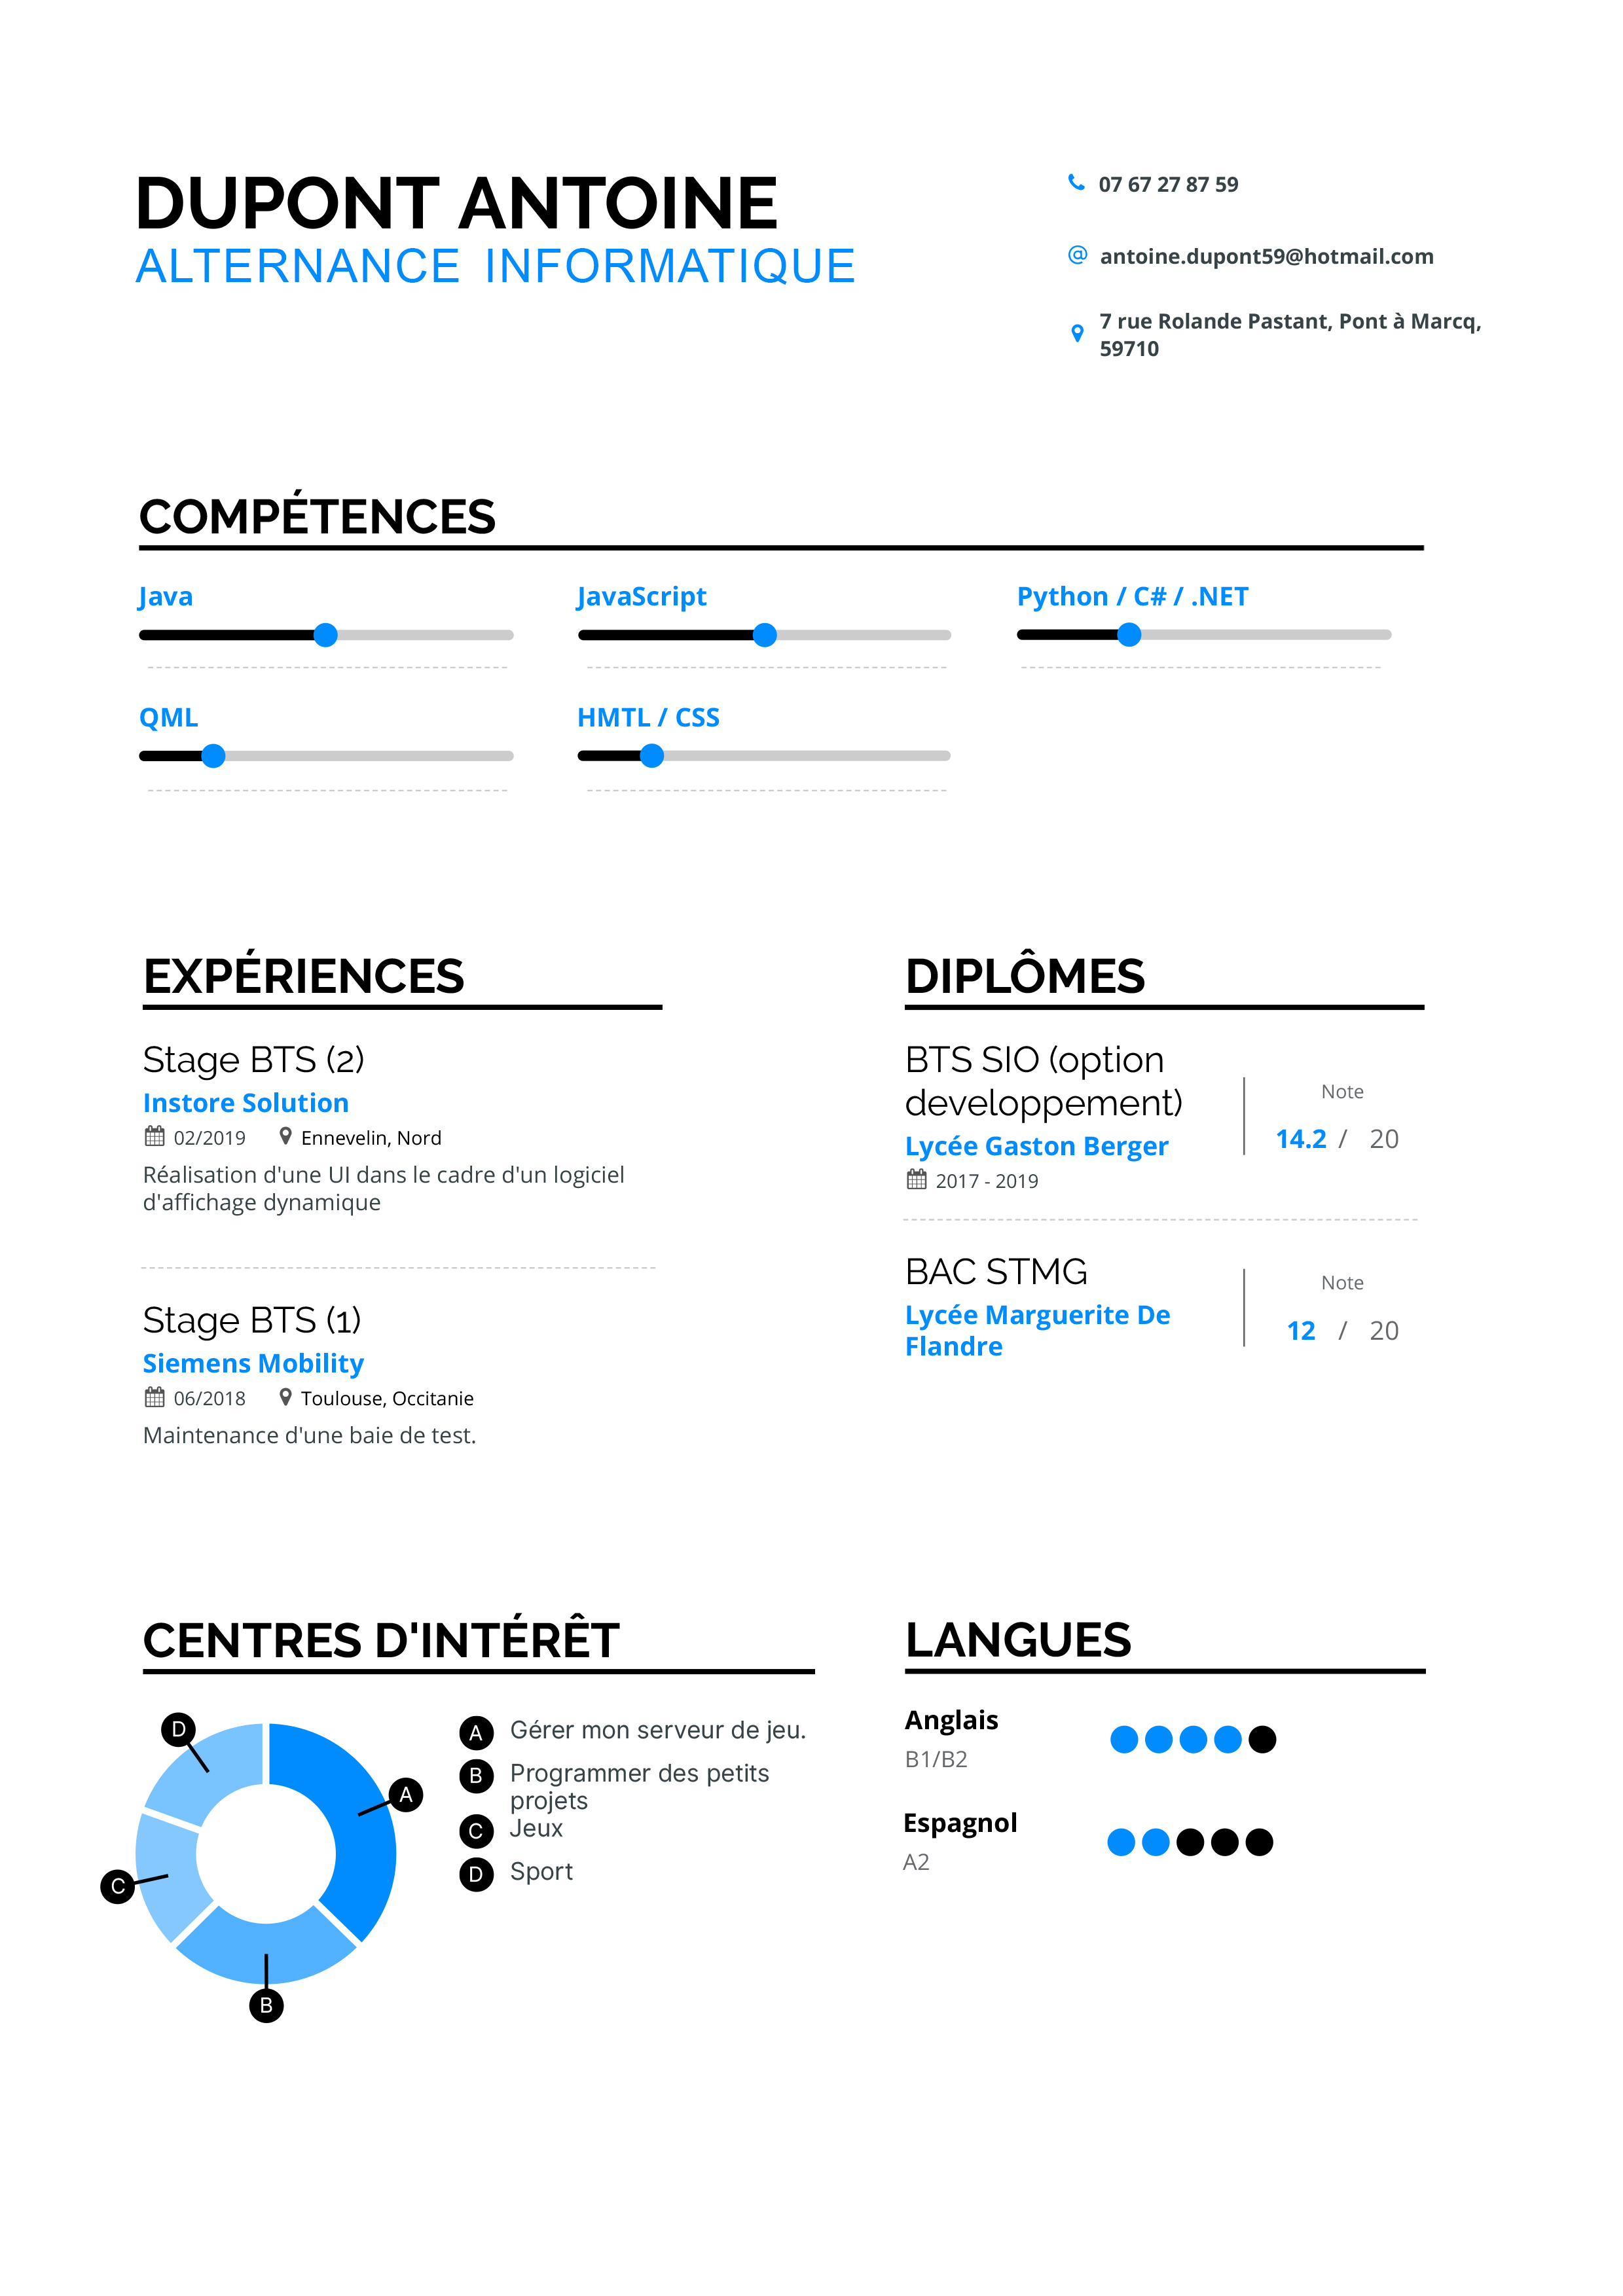 DUPONT ANTOINE
ALTERNANCE INFORMATIQUE
07 67 27 87 59
@ antoine.dupont59@hotmail.com
7 rue Rolande Pastant, Pont à Marcq,
59710
COMPÉTENCES
Java
JavaScript
Python / C# / .NET
QML
HMTL / CSS
EXPÉRIENCES
Stage BTS (2)
Instore Solution
02/2019 Ennevelin, Nord
Réalisation d'une UI dans le cadre d'un logiciel
d'affichage dynamique
Stage BTS (1)
Siemens Mobility
06/2018 Toulouse, Occitanie
Maintenance d'une baie de test.
DIPLÔMES
BTS SIO (option
developpement)
Lycée Gaston Berger
2017 - 2019
Note
14.2 / 20
BAC STMG
Lycée Marguerite De
Flandre
Note
12 / 20
CENTRES D'INTÉRÊT
D
A
C
B
A Gérer mon serveur de jeu.
B Programmer des petits
projets
C Jeux
D Sport
LANGUES
Anglais
B1/B2
Espagnol
A2